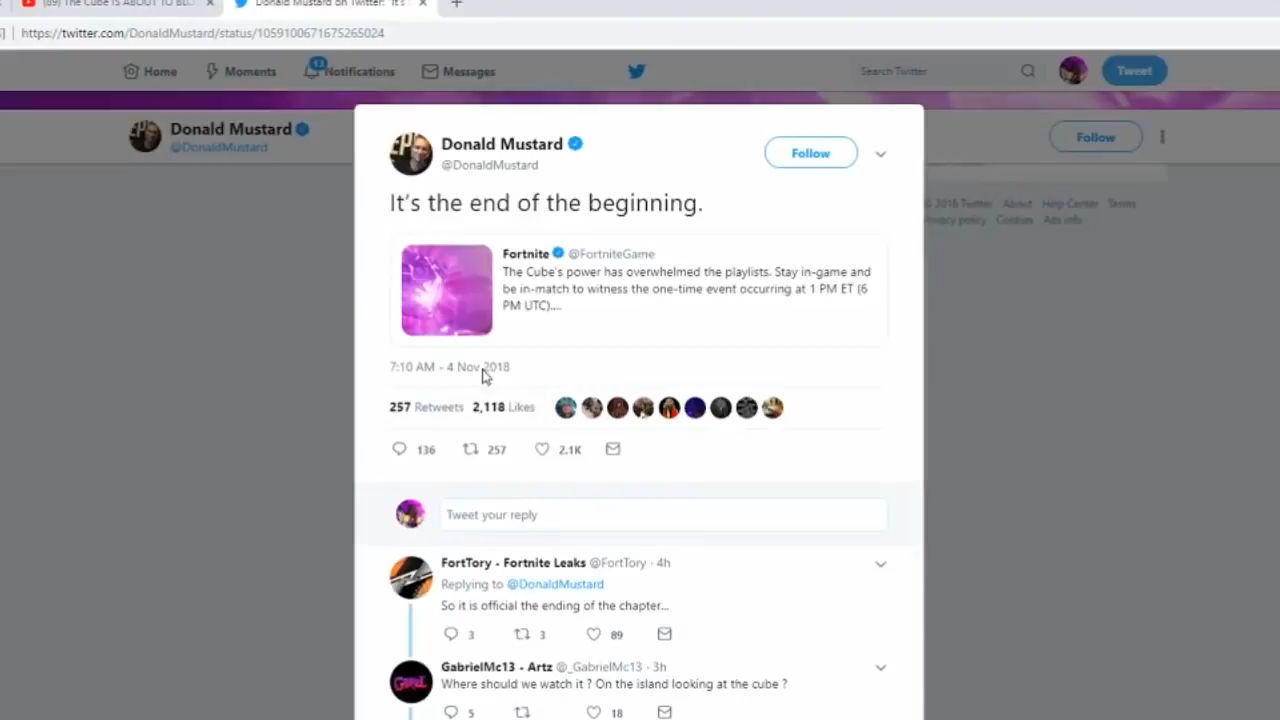 (89) The Cube IS ABOUT TO BL
Donald Mustard on Twitter: "It's
https://twitter.com/DonaldMustard/status/1059100671675265024
Home Moments Notifications Messages Search Twitter Tweet
Donald Mustard
@DonaldMustard
Follow
Donald Mustard
@DonaldMustard
Follow
It's the end of the beginning.
Fortnite @FortniteGame
The Cube's power has overwhelmed the playlists. Stay in-game and
be in-match to witness the one-time event occurring at 1 PM ET (6
PM UTC)....
7:10 AM - 4 Nov 2018
257 Retweets 2,118 Likes
136 257 2.1K
Tweet your reply
FortTory - Fortnite Leaks @FortTory · 4h
Replying to @DonaldMustard
So it is official the ending of the chapter...
3 3 89
GabrielMc13 - Artz @_GabrielMc13 · 3h
Where should we watch it ? On the island looking at the cube ?
5 18
© 2018 Twitter About Help Center Terms
Privacy policy Cookies Ads info